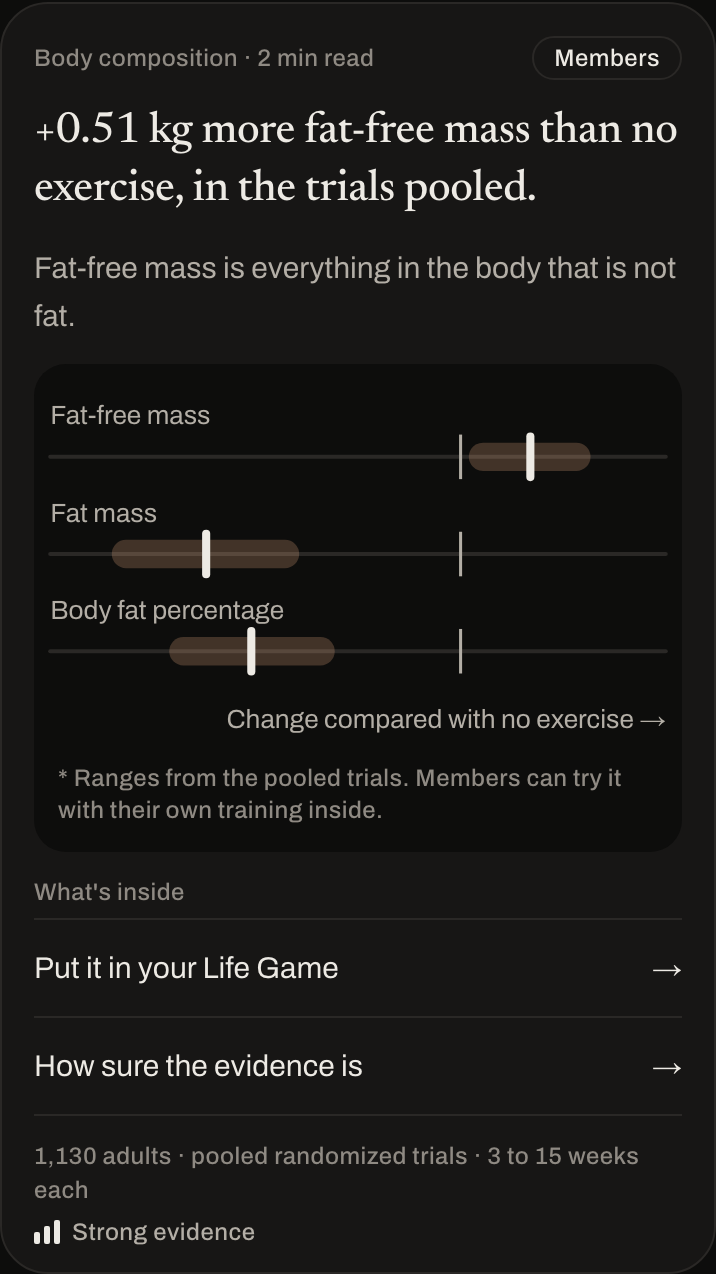 Body composition · 2 min read
Members
+0.51 kg more fat-free mass than no
exercise, in the trials pooled.
Fat-free mass is everything in the body that is not
fat.
Fat-free mass
Fat mass
Body fat percentage
Change compared with no exercise →
* Ranges from the pooled trials. Members can try it
with their own training inside.
What's inside
Put it in your Life Game →
How sure the evidence is →
1,130 adults · pooled randomized trials · 3 to 15 weeks
each
Strong evidence